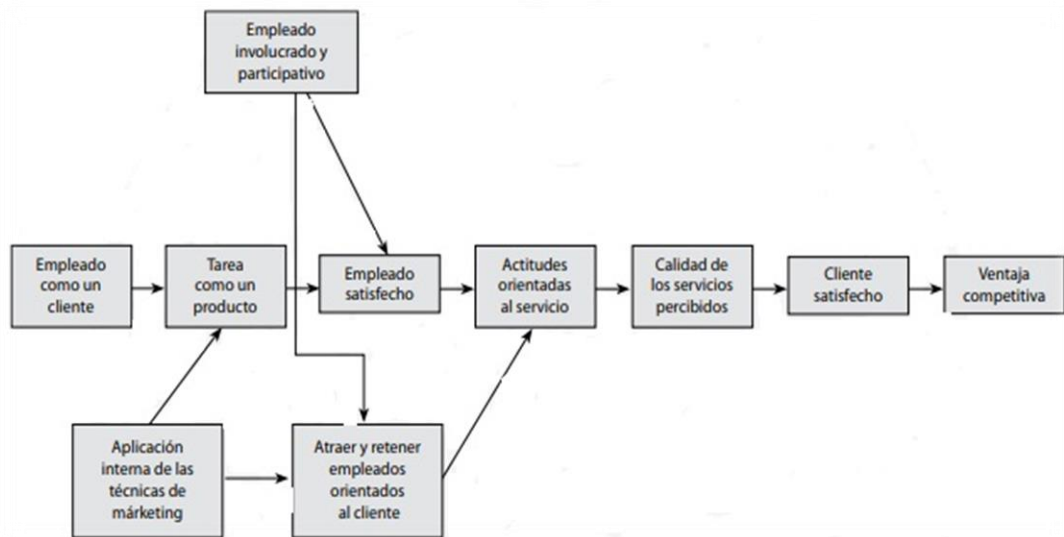 Empleado
involucrado y
participativo
Empleado
como un
cliente
Tarea
como un
producto
Empleado
satisfecho
Actitudes
orientadas
al servicio
Calidad de
los servicios
percibidos
Cliente
satisfecho
Ventaja
competitiva
Aplicación
interna de las
técnicas de
márketing
Atraer y retener
empleados
orientados
al cliente